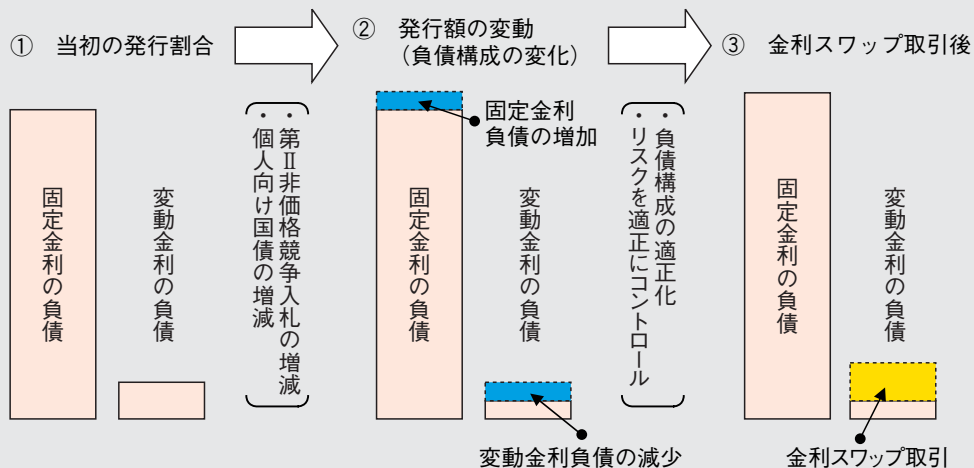 ① 当初の発行割合
固定金利の負債
変動金利の負債
・第Ⅱ非価格競争入札の増減
・個人向け国債の増減
② 発行額の変動
(負債構成の変化)
固定金利の負債
固定金利
負債の増加
変動金利負債の減少
・負債構成の適正化
・リスクを適正にコントロール
③ 金利スワップ取引後
固定金利の負債
変動金利の負債
金利スワップ取引